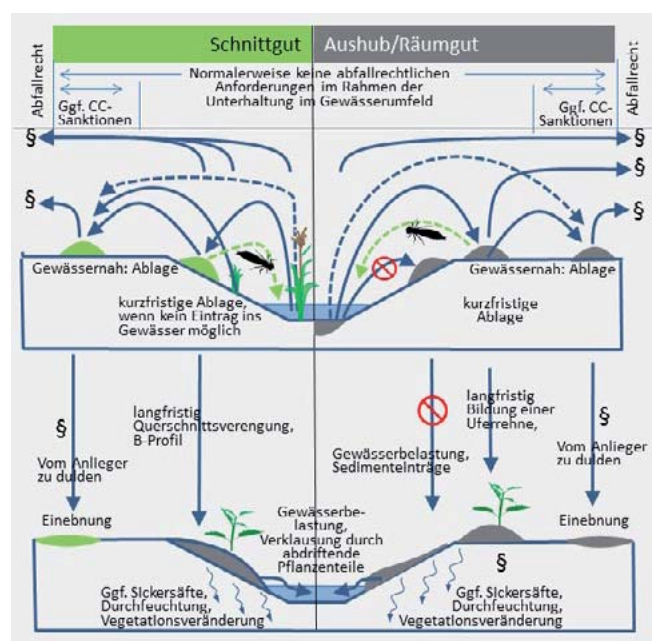 Schnittgut
Aushub/Räumgut
Abfallrecht
Normalerweise keine abfallrechtlichen
Anforderungen im Rahmen der
Unterhaltung im Gewässerumfeld
Abfallrecht
Ggf. CC-
Sanktionen
Ggf. CC-
Sanktionen
§
§
§
§
§
Gewässernah: Ablage
Gewässernah: Ablage
kurzfristige Ablage,
wenn kein Eintrag ins
Gewässer möglich
kurzfristige
Ablage
§
Vom Anlieger
zu dulden
langfristig
Querschnittsverengung,
B-Profil
Gewässerbelastung,
Sedimenteinträge
langfristig
Bildung einer
Uferrehne,
§
Vom Anlieger
zu dulden
Einebnung
Gewässerbe-
lastung,
Verklausung durch
abdriftende
Pflanzenteile
Einebnung
§
Ggf. Sickersäfte,
Durchfeuchtung,
Vegetationsveränderung
Ggf. Sickersäfte,
Durchfeuchtung,
Vegetationsveränderung